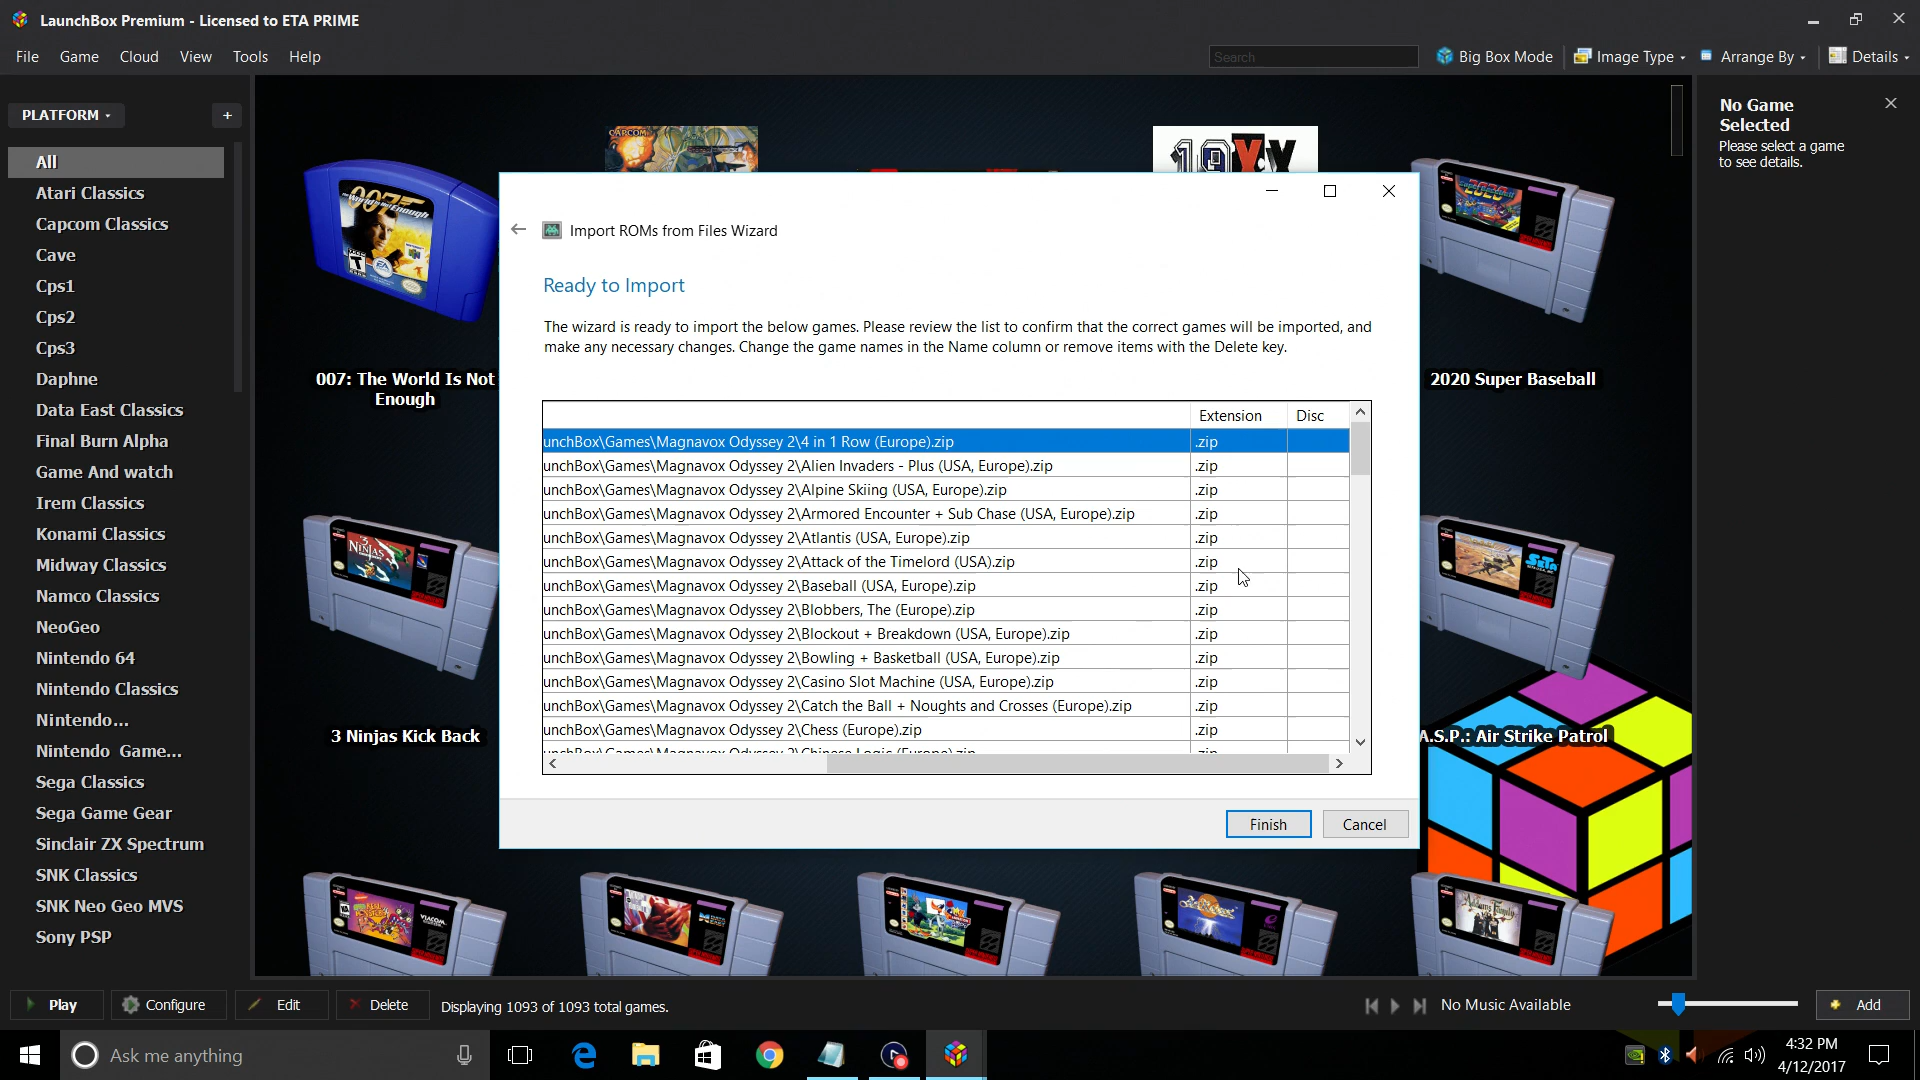 LaunchBox Premium - Licensed to ETA PRIME
File Game Cloud View Tools Help
Search
Big Box Mode
Image Type
Arrange By
Details
PLATFORM
+
All
Atari Classics
Capcom Classics
Cave
Cps1
Cps2
Cps3
Daphne
Data East Classics
Final Burn Alpha
Game And watch
Irem Classics
Konami Classics
Midway Classics
Namco Classics
NeoGeo
Nintendo 64
Nintendo Classics
Nintendo...
Nintendo Game...
Sega Classics
Sega Game Gear
Sinclair ZX Spectrum
SNK Classics
SNK Neo Geo MVS
Sony PSP
007: The World Is Not
Enough
3 Ninjas Kick Back
2020 Super Baseball
A.S.P.: Air Strike Patrol
Import ROMs from Files Wizard
Ready to Import
The wizard is ready to import the below games. Please review the list to confirm that the correct games will be imported, and
make any necessary changes. Change the game names in the Name column or remove items with the Delete key.
Extension Disc
unchBox\Games\Magnavox Odyssey 2\4 in 1 Row (Europe).zip .zip
unchBox\Games\Magnavox Odyssey 2\Alien Invaders - Plus (USA, Europe).zip .zip
unchBox\Games\Magnavox Odyssey 2\Alpine Skiing (USA, Europe).zip .zip
unchBox\Games\Magnavox Odyssey 2\Armored Encounter + Sub Chase (USA, Europe).zip .zip
unchBox\Games\Magnavox Odyssey 2\Atlantis (USA, Europe).zip .zip
unchBox\Games\Magnavox Odyssey 2\Attack of the Timelord (USA).zip .zip
unchBox\Games\Magnavox Odyssey 2\Baseball (USA, Europe).zip .zip
unchBox\Games\Magnavox Odyssey 2\Blobbers, The (Europe).zip .zip
unchBox\Games\Magnavox Odyssey 2\Blockout + Breakdown (USA, Europe).zip .zip
unchBox\Games\Magnavox Odyssey 2\Bowling + Basketball (USA, Europe).zip .zip
unchBox\Games\Magnavox Odyssey 2\Casino Slot Machine (USA, Europe).zip .zip
unchBox\Games\Magnavox Odyssey 2\Catch the Ball + Noughts and Crosses (Europe).zip .zip
unchBox\Games\Magnavox Odyssey 2\Chess (Europe).zip .zip
unchBox\Games\Magnavox Odyssey 2\Chinese Logic (Europe).zip .zip
Finish
Cancel
No Game
Selected
Please select a game
to see details.
Play
Configure
Edit
Delete
Displaying 1093 of 1093 total games.
No Music Available
Add
Ask me anything
4:32 PM
4/12/2017